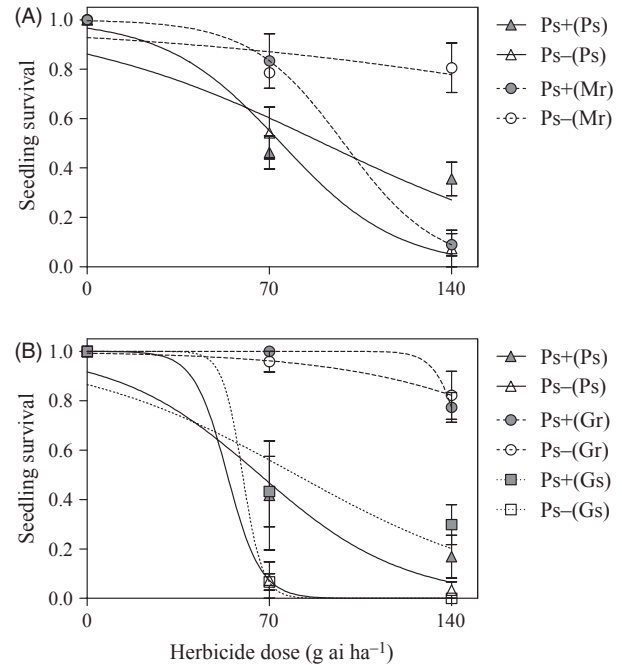 (A)
1.0
0.8
0.6
0.4
0.2
0.0
Seedling survival
0
70
140
Ps+(Ps)
Ps–(Ps)
Ps+(Mr)
Ps–(Mr)
(B)
1.0
0.8
0.6
0.4
0.2
0.0
Seedling survival
0
70
140
Herbicide dose (g ai ha⁻¹)
Ps+(Ps)
Ps–(Ps)
Ps+(Gr)
Ps–(Gr)
Ps+(Gs)
Ps–(Gs)